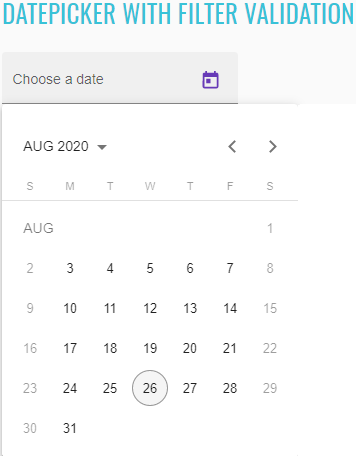 DATEPICKER WITH FILTER VALIDATION
Choose a date
AUG 2020
S M T W T F S
AUG 1
2 3 4 5 6 7 8
9 10 11 12 13 14 15
16 17 18 19 20 21 22
23 24 25 26 27 28 29
30 31